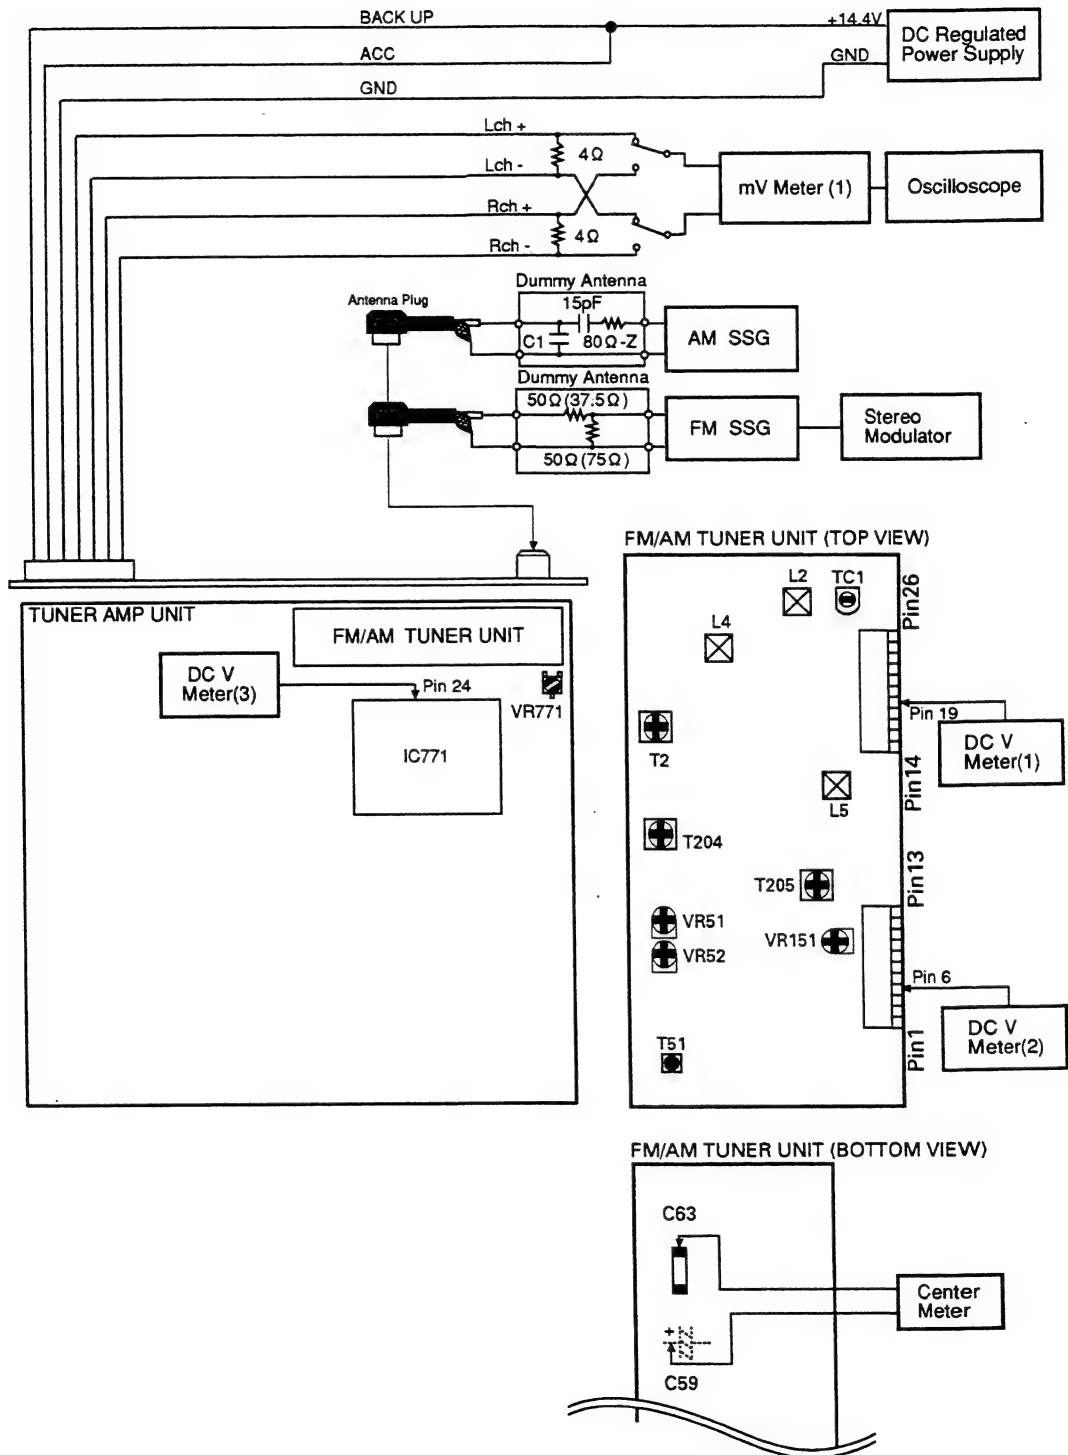 BACK UP
+14.4V
DC Regulated
Power Supply
ACC
GND
GND
Lch +
4Ω
Lch -
mV Meter (1)
Oscilloscope
Rch +
4Ω
Rch -
Dummy Antenna
Antenna Plug
15pF
C1
80Ω-Z
AM SSG
Dummy Antenna
50Ω(37.5Ω)
FM SSG
Stereo
Modulator
50Ω(75Ω)
FM/AM TUNER UNIT (TOP VIEW)
TUNER AMP UNIT
FM/AM TUNER UNIT
DC V
Meter(3)
Pin 24
VR771
IC771
L2
TC1
Pin26
L4
Pin 19
DC V
Meter(1)
T2
Pin14
L5
T204
T205
Pin13
VR51
VR151
VR52
Pin 6
DC V
Meter(2)
T51
Pin1
FM/AM TUNER UNIT (BOTTOM VIEW)
C63
Center
Meter
+
C59